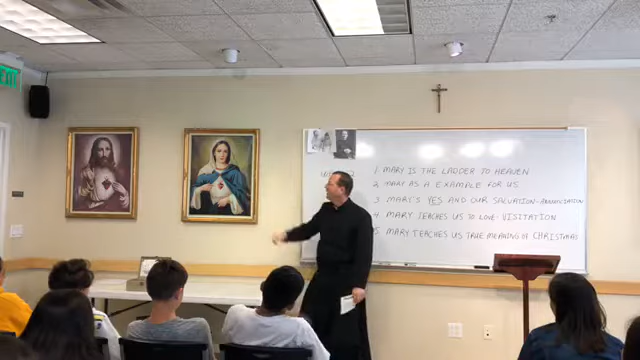 EXIT
1. MARY IS THE LADDER TO HEAVEN
2 MARY AS A EXAMPLE FOR US
3. MARY'S YES AND OUR SALVATION-ANNUNCIATION
4. MARY TEACHES US TO LOVE- VISITATION
5. MARY TEACHES US TRUE MEANING OF CHRISTMAS